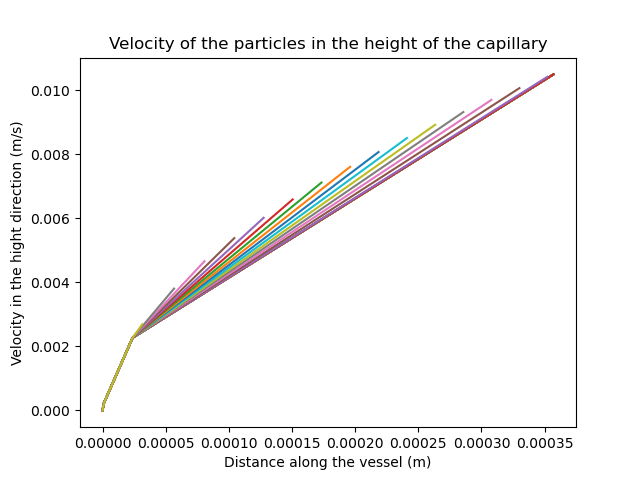 Velocity of the particles in the height of the capillary
0.010
0.008
0.006
0.004
0.002
0.000
Velocity in the hight direction (m/s)
0.00000 0.00005 0.00010 0.00015 0.00020 0.00025 0.00030 0.00035
Distance along the vessel (m)